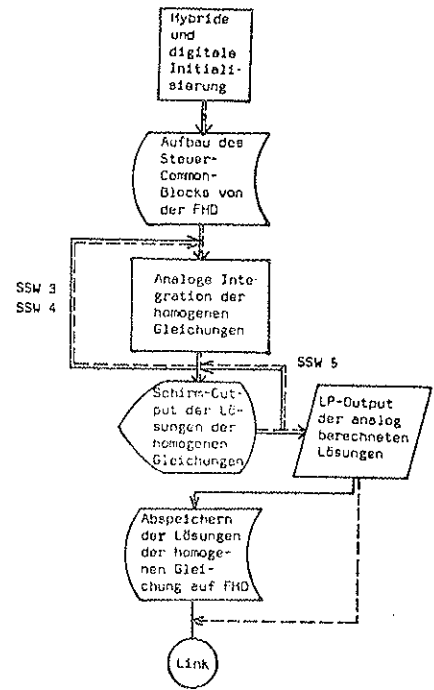 Hybride
und
digitale
Initiali-
sierung
Aufbau des
Steuer-
Common-
Blocks von
der FHD
SSW 3
SSW 4
Analoge Inte-
gration der
homogenen
Gleichungen
SSW 5
Schirm-Out-
put der Lö-
sungen der
homogenen
Gleichungen
LP-Output
der analog
berechneten
Lösungen
Abspeichern
der Lösungen
der homoge-
nen Glei-
chung auf FHD
Link